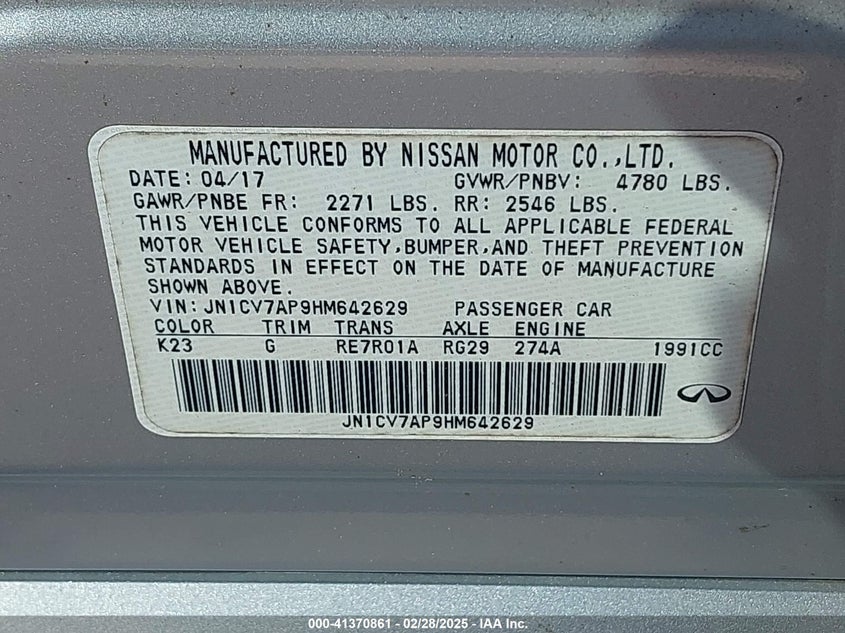 MANUFACTURED BY NISSAN MOTOR CO.,LTD.
DATE: 04/17 GVWR/PNBV: 4780 LBS.
GAWR/PNBE FR: 2271 LBS. RR: 2546 LBS.
THIS VEHICLE CONFORMS TO ALL APPLICABLE FEDERAL
MOTOR VEHICLE SAFETY,BUMPER,AND THEFT PREVENTION
STANDARDS IN EFFECT ON THE DATE OF MANUFACTURE
SHOWN ABOVE.
VIN: JN1CV7AP9HM642629 PASSENGER CAR
COLOR TRIM TRANS AXLE ENGINE
K23 G RE7R01A RG29 274A 1991CC
JN1CV7AP9HM642629
000-41370861 - 02/28/2025 - IAA Inc.